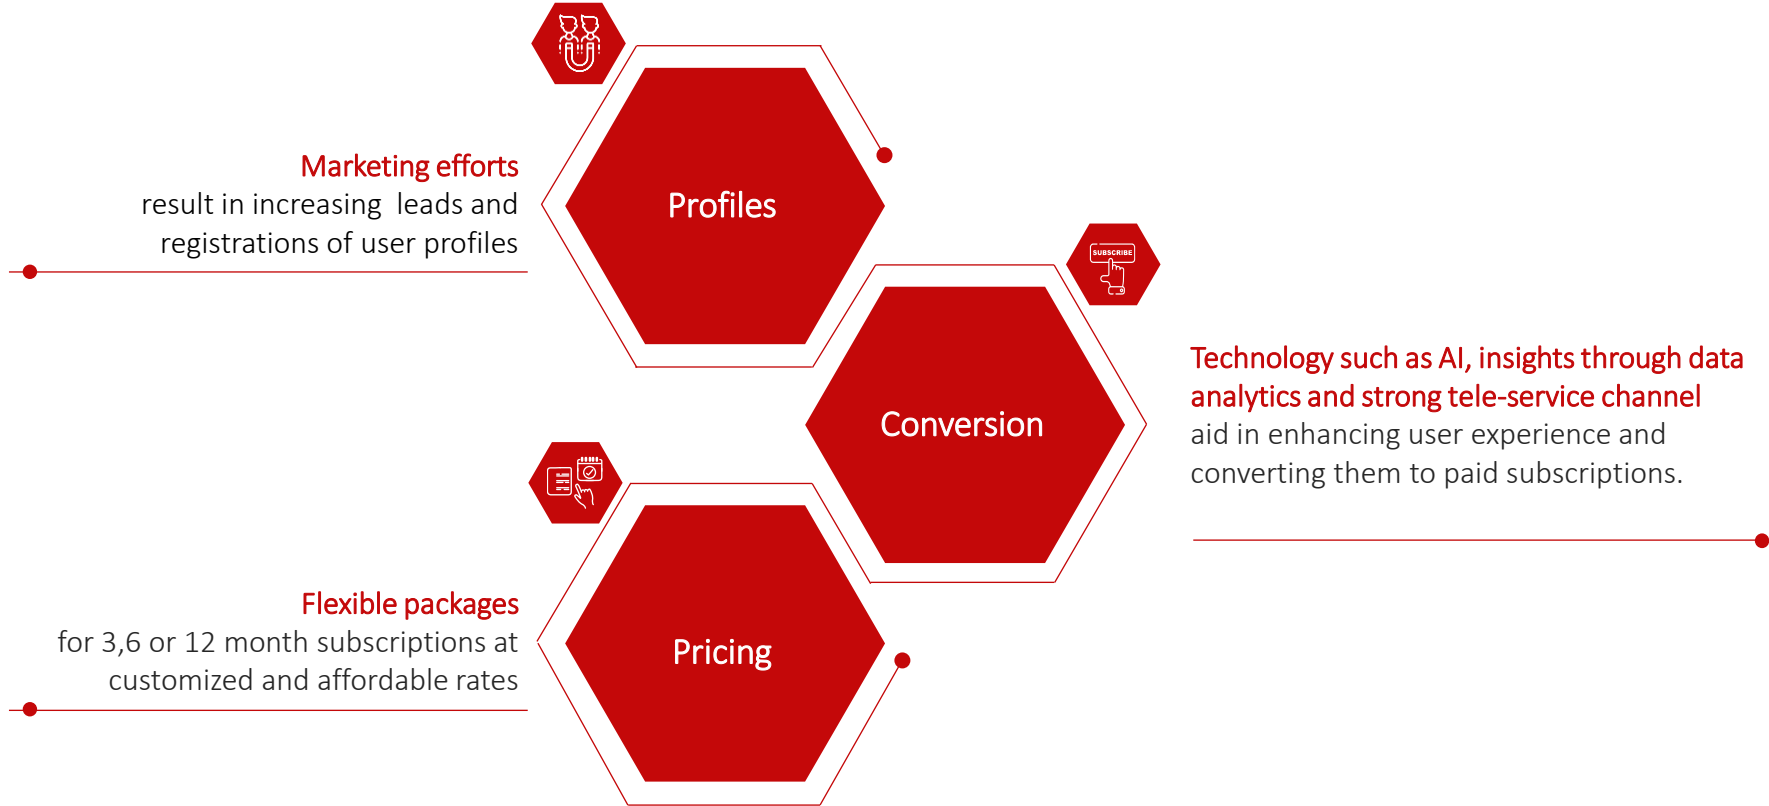 Marketing efforts
result in increasing  leads and
registrations of user profiles
Profiles
SUBSCRIBE
Conversion
Technology such as AI, insights through data
analytics and strong tele-service channel
aid in enhancing user experience and
converting them to paid subscriptions.
Flexible packages
for 3,6 or 12 month subscriptions at
customized and affordable rates
Pricing